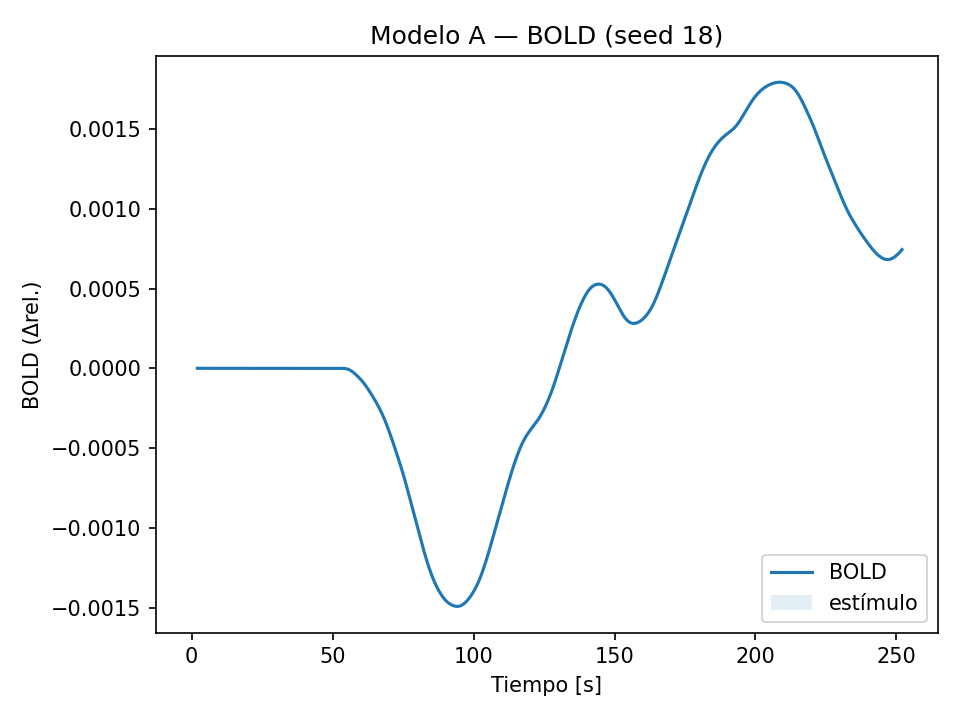 Modelo A — BOLD (seed 18)
BOLD (Δrel.)
0.0015
0.0010
0.0005
0.0000
−0.0005
−0.0010
−0.0015
BOLD
estímulo
0
50
100
150
200
250
Tiempo [s]